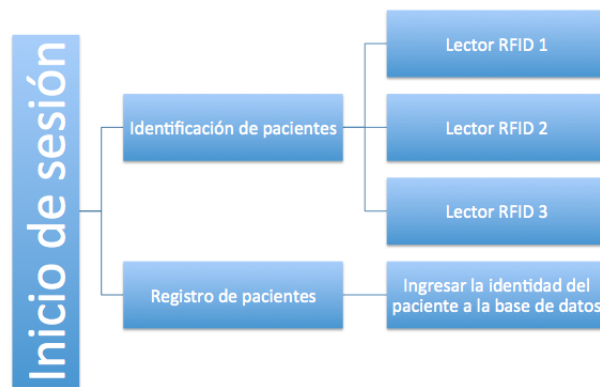 Inicio de sesión
Identificación de pacientes
Lector RFID 1
Lector RFID 2
Lector RFID 3
Registro de pacientes
Ingresar la identidad del
paciente a la base de datos